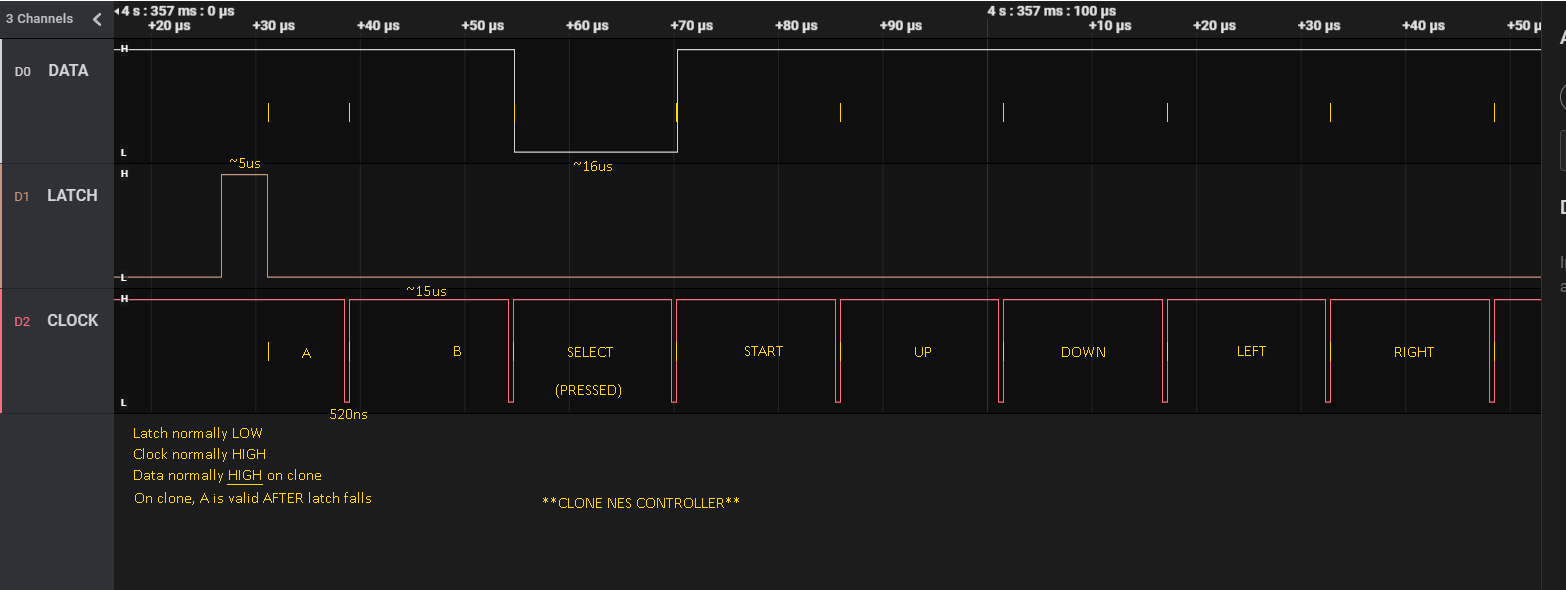 3 Channels
4 s : 357 ms : 0 µs
4 s : 357 ms : 100 µs
+20 µs +30 µs +40 µs +50 µs +60 µs +70 µs +80 µs +90 µs +10 µs +20 µs +30 µs +40 µs +50 µ
H
D0 DATA
L
~5us
~16us
H
D1 LATCH
L
~15us
H
D2 CLOCK
A
B
SELECT
START
UP
DOWN
LEFT
RIGHT
(PRESSED)
L
520ns
Latch normally LOW
Clock normally HIGH
Data normally HIGH on clone
On clone, A is valid AFTER latch falls
**CLONE NES CONTROLLER**